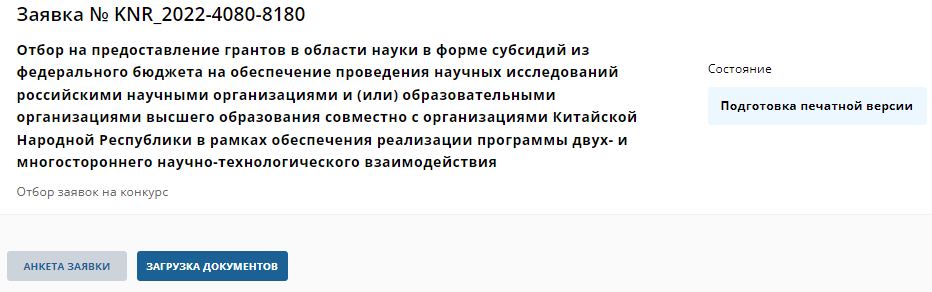 Заявка № KNR_2022-4080-8180
Отбор на предоставление грантов в области науки в форме субсидий из
федерального бюджета на обеспечение проведения научных исследований
российскими научными организациями и (или) образовательными
организациями высшего образования совместно с организациями Китайской
Народной Республики в рамках обеспечения реализации программы двух- и
многостороннего научно-технологического взаимодействия
Отбор заявок на конкурс
Состояние
Подготовка печатной версии
АНКЕТА ЗАЯВКИ
ЗАГРУЗКА ДОКУМЕНТОВ